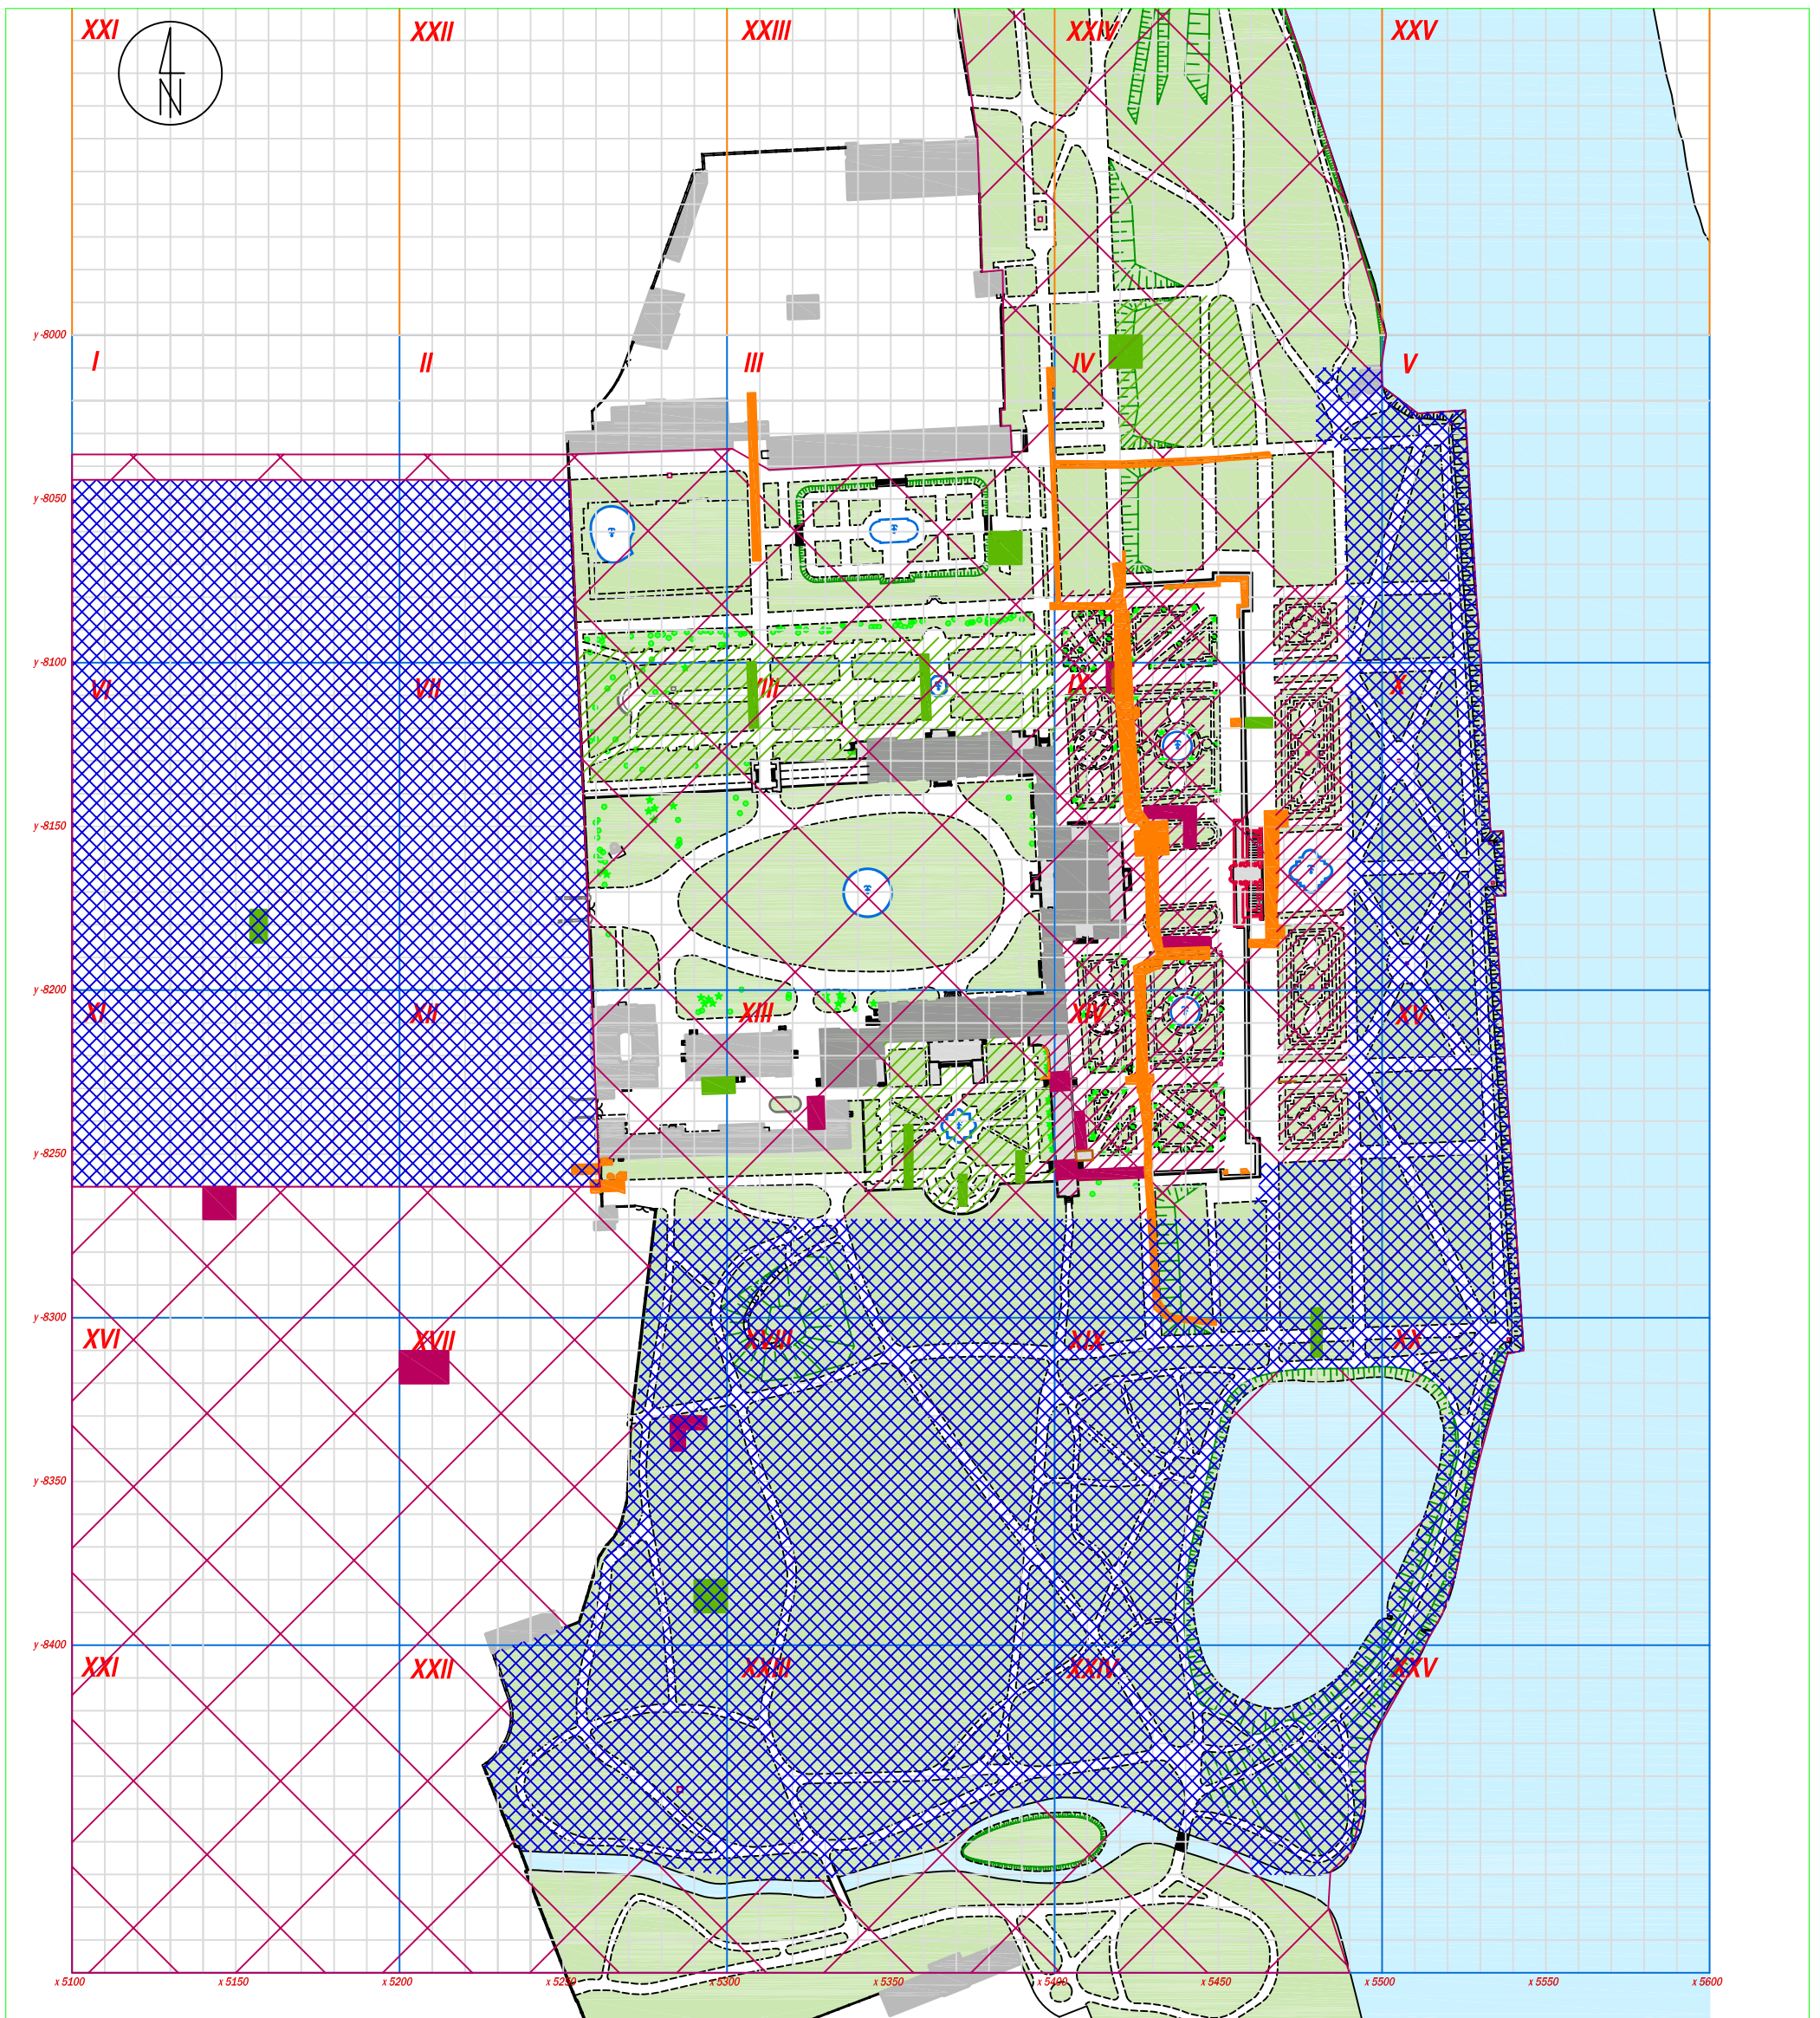 XXI XXII XXIII XXIV XXV
N
y -8000
I II III IV V
y -8050
y -8100
VI VII VIII IX X
y -8150
y -8200
XI XII XIII XIV XV
y -8250
y -8300
XVI XVII XVIII XIX XX
y -8350
y -8400
XXI XXII XXIII XXIV XXV
x 5100 x 5150 x 5200 x 5250 x 5300 x 5350 x 5400 x 5450 x 5500 x 5550 x 5600